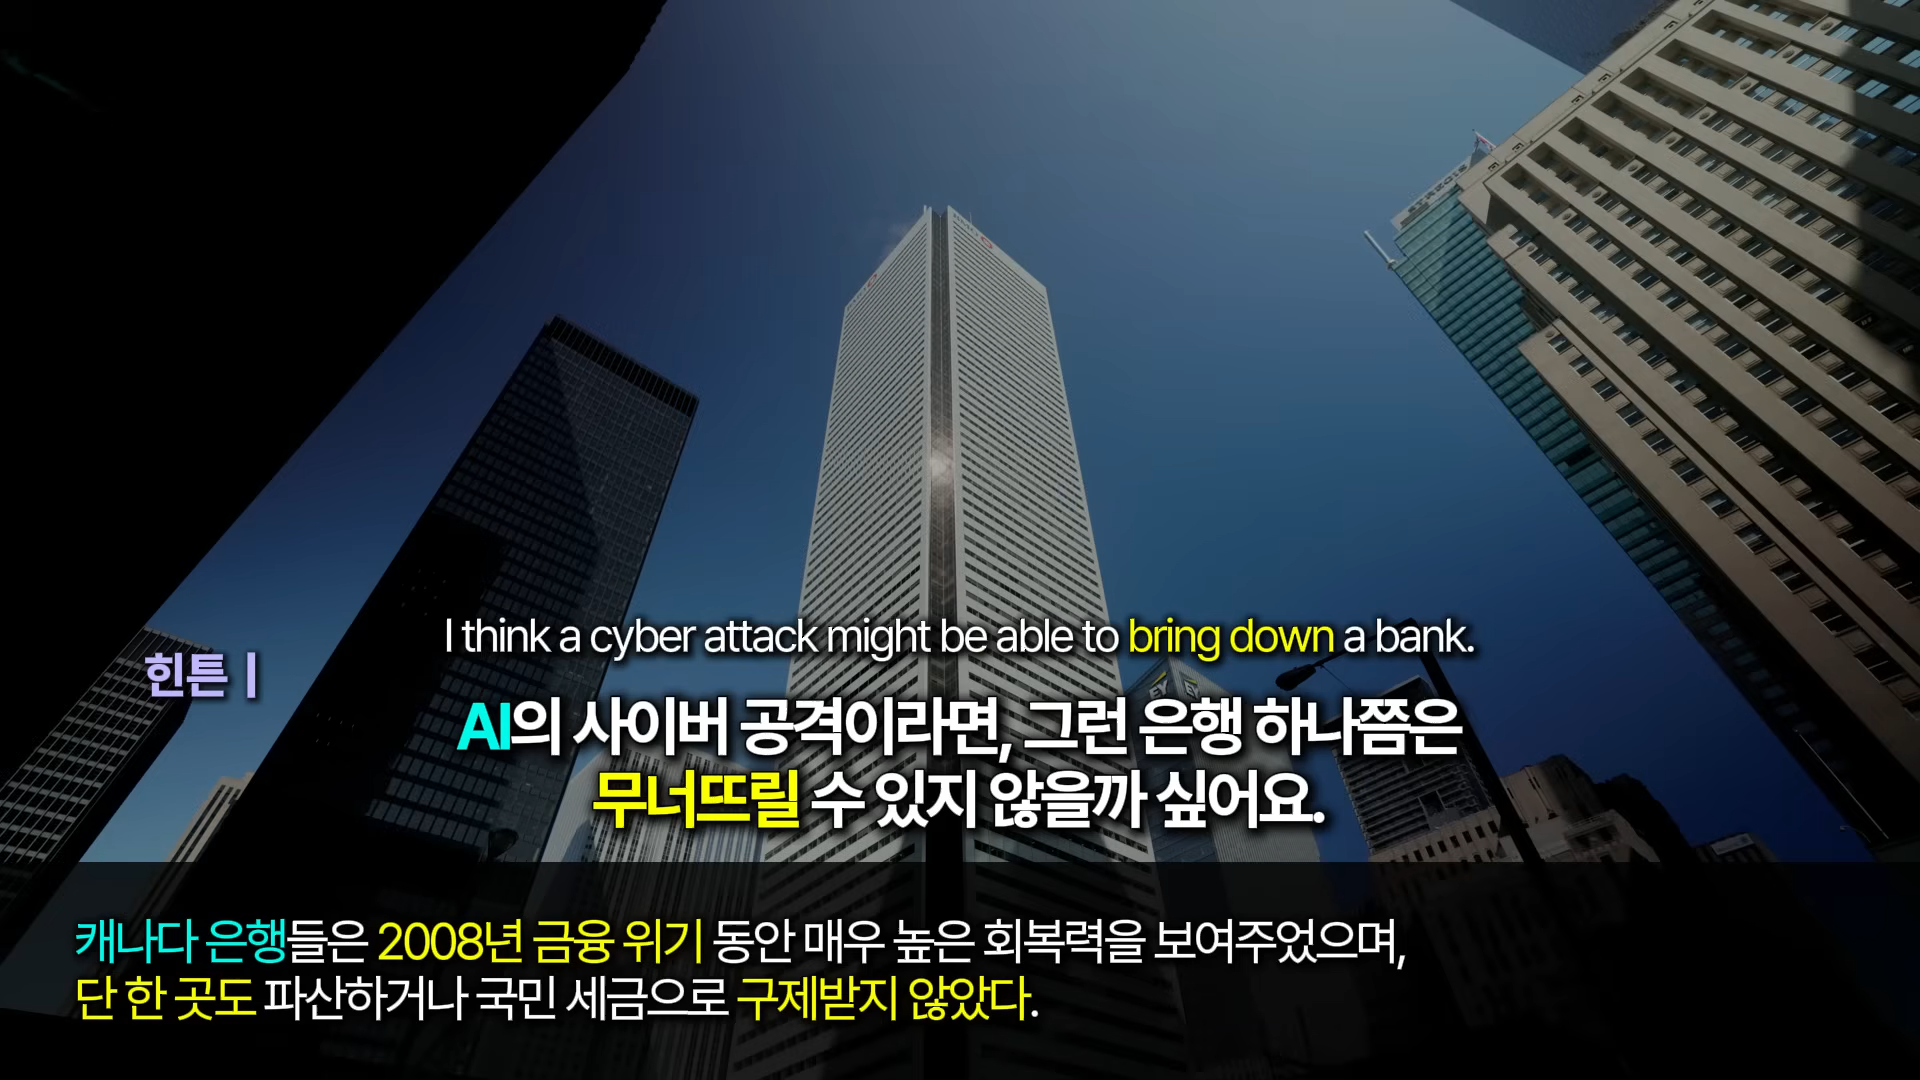 I think a cyber attack might be able to bring down a bank.
힌튼 |
AI의 사이버 공격이라면, 그런 은행 하나쯤은
무너뜨릴 수 있지 않을까 싶어요.
EY EY
캐나다 은행들은 2008년 금융 위기 동안 매우 높은 회복력을 보여주었으며,
단 한 곳도 파산하거나 국민 세금으로 구제받지 않았다.